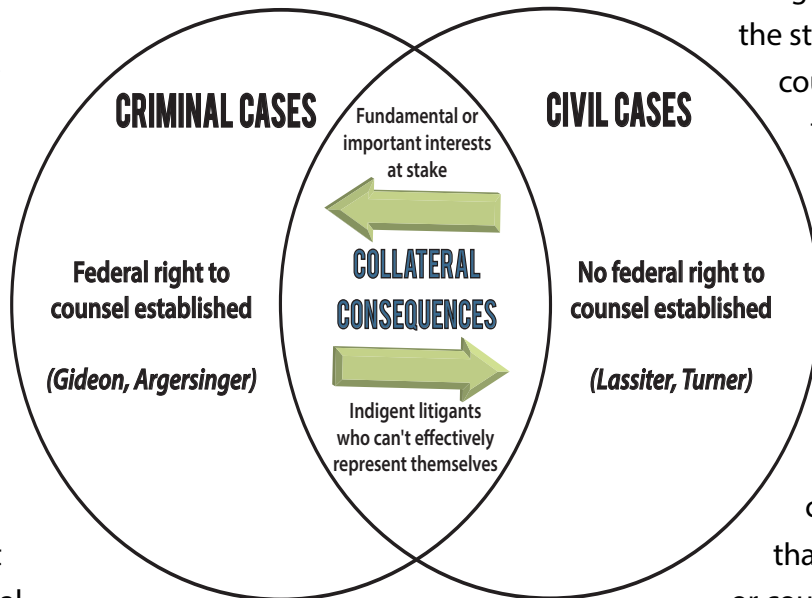 the st
cou
CRIMINAL CASES
Fundamental or
important interests
at stake
CIVIL CASES
COLLATERAL
CONSEQUENCES
Federal right to
counsel established
(Gideon, Argersinger)
No federal right to
counsel established
(Lassiter, Turner)
Indigent litigants
who can't effectively
represent themselves
tha
or cou